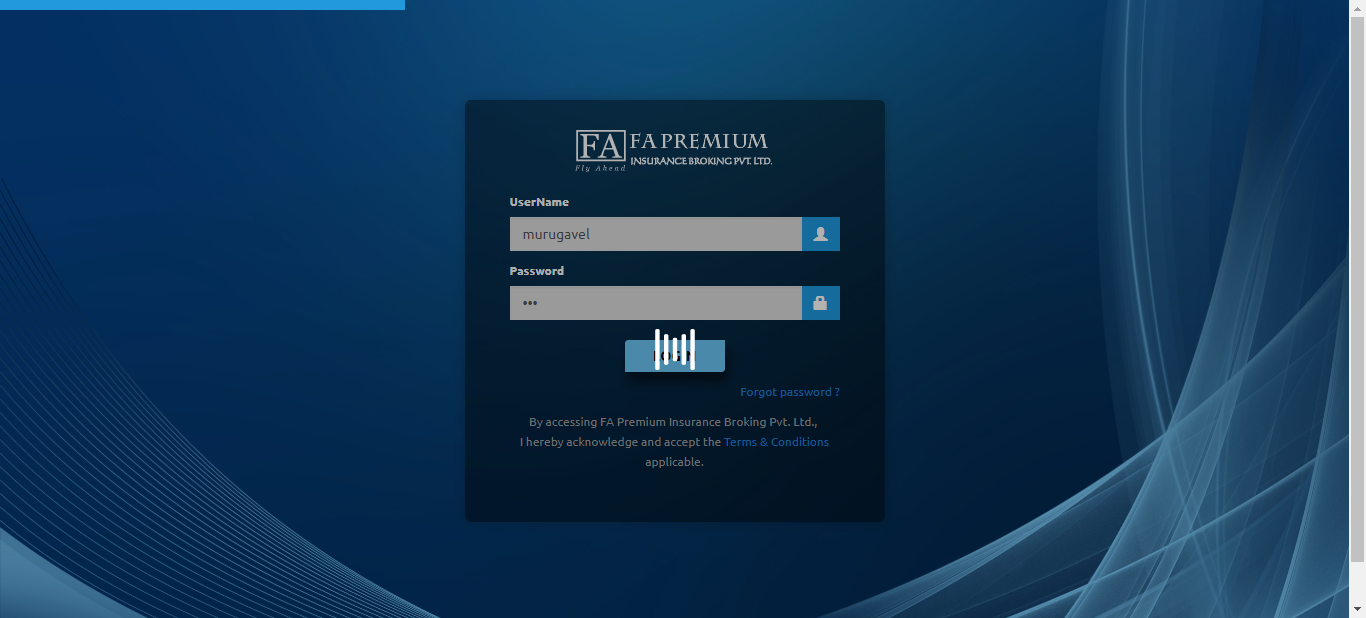 FA
FA PREMIUM
INSURANCE BROKING PVT. LTD.
Fly Ahead
UserName
murugavel
Password
•••
Forgot password ?
By accessing FA Premium Insurance Broking Pvt. Ltd.,
I hereby acknowledge and accept the Terms & Conditions
applicable.